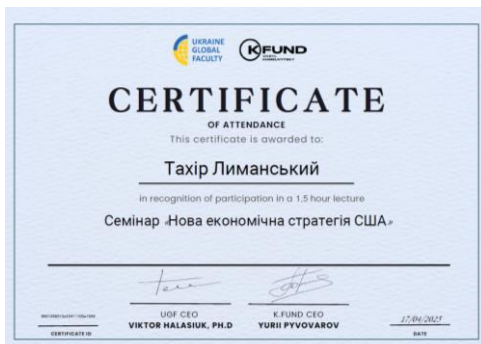 UKRAINE
GLOBAL
FACULTY
K.FUND
CERTIFICATE
OF ATTENDANCE
This certificate is awarded to:
Тахір Лиманський
in recognition of participation in a 1.5 hour lecture
Семінар «Нова економічна стратегія США»
UGF CEO
VIKTOR HALASIUK, PH.D
K.FUND CEO
YURII PYVOVAROV
CERTIFICATE ID
17/04/2025
DATE